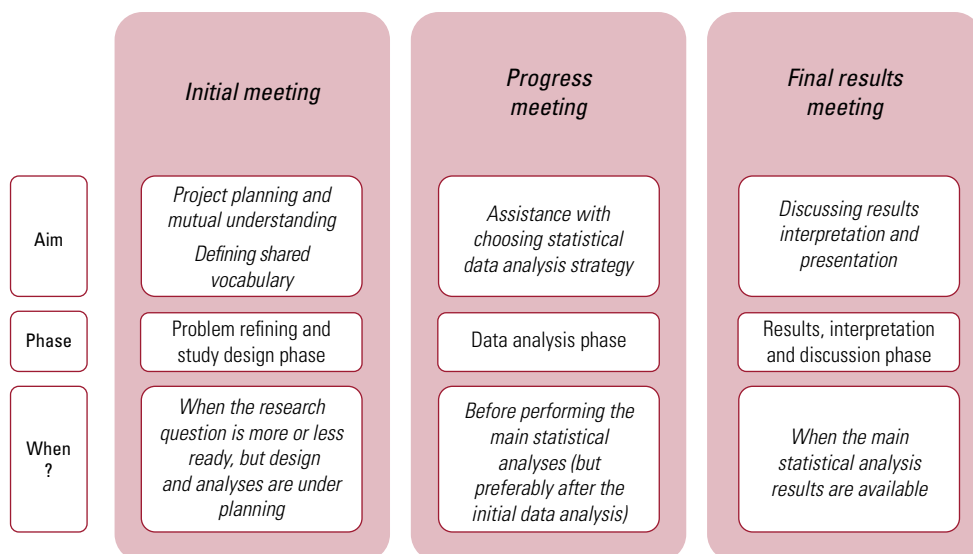 Initial meeting
Progress
meeting
Final results
meeting
Aim
Project planning and
mutual understanding
Defining shared
vocabulary
Assistance with
choosing statistical
data analysis strategy
Discussing results
interpretation and
presentation
Phase
Problem refining and
study design phase
Data analysis phase
Results, interpretation
and discussion phase
When
?
When the research
question is more or less
ready, but design
and analyses are under
planning
Before performing the
main statistical
analyses (but
preferably after the
initial data analysis)
When the main
statistical analysis
results are available